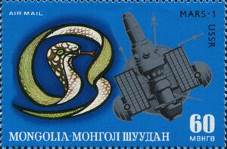 AIR MAIL
MARS-1
USSR
MONGOLIA-МОНГОЛ ШУУДАН
60
МӨНГӨ